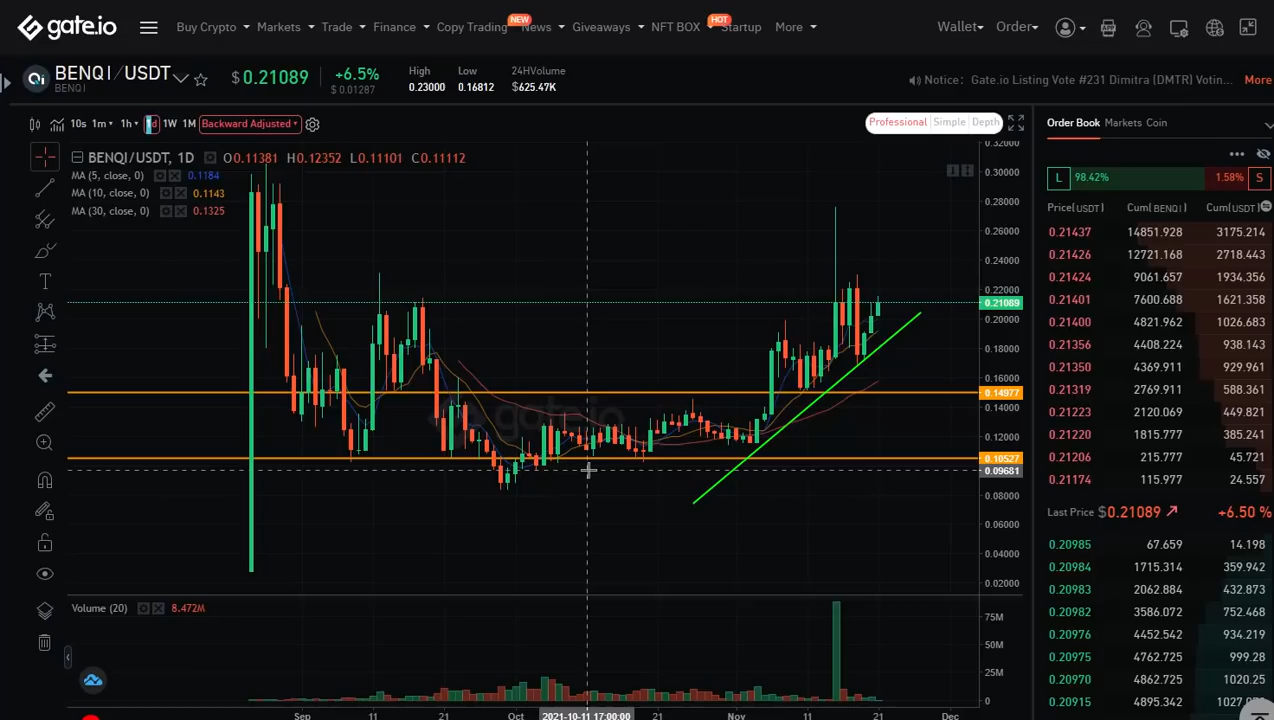 gate.io
Buy Crypto Markets Trade Finance Copy Trading NEW News Giveaways NFT BOX HOT Startup More Wallet Order
BENQI/USDT
BENQI
$ 0.21089
+6.5%
$ 0.01287
High
0.23000
Low
0.16812
24HVolume
$625.47K
Notice: Gate.io Listing Vote #231 Dimitra (DMTR) Votin... More
10s 1m 1h 1d 1W 1M Backward Adjusted
Professional Simple Depth
BENQI/USDT, 1D O0.11381 H0.12352 L0.11101 C0.11112
MA (5, close, 0) 0.1184
MA (10, close, 0) 0.1143
MA (30, close, 0) 0.1325
gate.io
0.32000
0.30000
0.28000
0.26000
0.24000
0.22000
0.21089
0.20000
0.18000
0.16000
0.14977
0.14000
0.12000
0.10527
0.09681
0.08000
0.06000
0.04000
0.02000
Volume (20) 8.472M
75M
50M
25M
Sep 11 21 Oct 2021-10-11 17:00:00 21 Nov 11 21 Dec
Order Book Markets Coin
L 98.42% 1.58% S
Price(USDT) Cum(BENQI) Cum(USDT)
0.21437 14851.928 3175.214
0.21426 12721.168 2718.443
0.21424 9061.657 1934.356
0.21401 7600.688 1621.358
0.21400 4821.962 1026.683
0.21356 4408.224 938.143
0.21321 4369.911 929.961
0.21319 2769.911 588.361
0.21223 2120.069 449.821
0.21220 1815.777 385.241
0.21206 215.777 45.721
0.21174 115.977 24.557
Last Price $0.21089 +6.50 %
0.20985 67.659 14.198
0.20984 1715.314 359.942
0.20983 2062.884 432.873
0.20982 3586.072 752.468
0.20976 4452.542 934.219
0.20975 4762.725 999.28
0.20970 4862.725 1020.25
0.20915 4895.342 1027